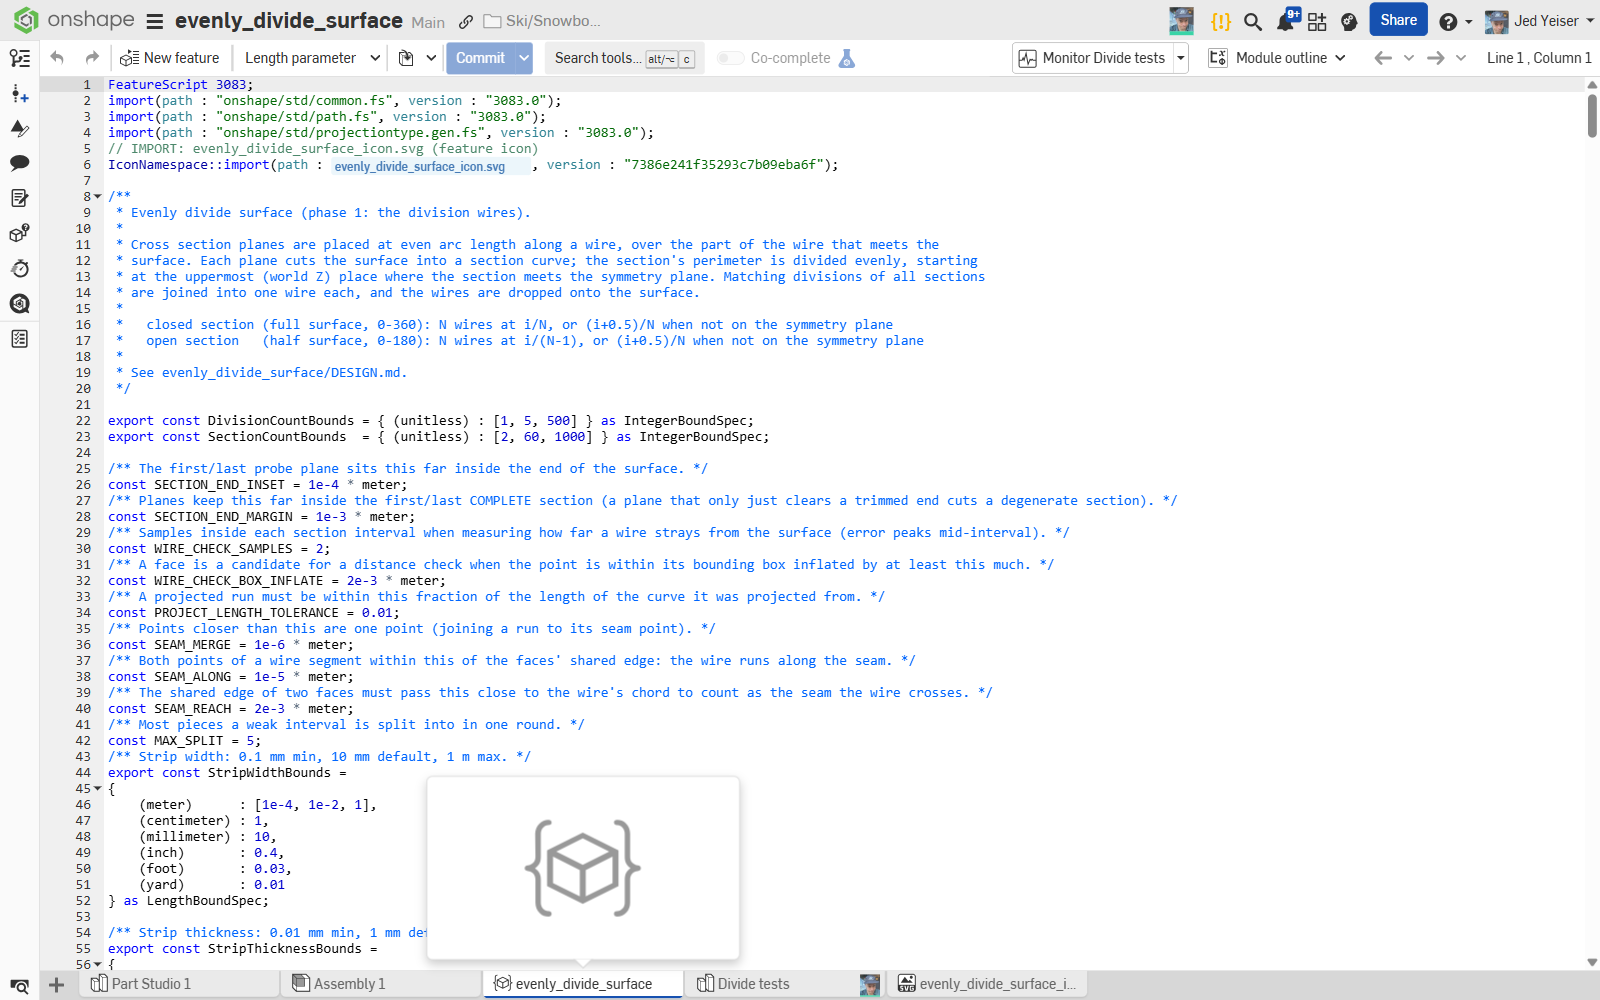 onshape
evenly_divide_surface Main
Ski/Snowbo...
9+
Share
Jed Yeiser
New feature
Length parameter
Commit
Search tools... alt/⌥ c
Co-complete
Monitor Divide tests
Module outline
Line 1 , Column 1
1 FeatureScript 3083;
2 import(path : "onshape/std/common.fs", version : "3083.0");
3 import(path : "onshape/std/path.fs", version : "3083.0");
4 import(path : "onshape/std/projectiontype.gen.fs", version : "3083.0");
5 // IMPORT: evenly_divide_surface_icon.svg (feature icon)
6 IconNamespace::import(path : evenly_divide_surface_icon.svg , version : "7386e241f35293c7b09eba6f");
7
8 /**
9  * Evenly divide surface (phase 1: the division wires).
10  *
11  * Cross section planes are placed at even arc length along a wire, over the part of the wire that meets the
12  * surface. Each plane cuts the surface into a section curve; the section's perimeter is divided evenly, starting
13  * at the uppermost (world Z) place where the section meets the symmetry plane. Matching divisions of all sections
14  * are joined into one wire each, and the wires are dropped onto the surface.
15  *
16  *   closed section (full surface, 0-360): N wires at i/N, or (i+0.5)/N when not on the symmetry plane
17  *   open section   (half surface, 0-180): N wires at i/(N-1), or (i+0.5)/N when not on the symmetry plane
18  *
19  * See evenly_divide_surface/DESIGN.md.
20  */
21
22 export const DivisionCountBounds = { (unitless) : [1, 5, 500] } as IntegerBoundSpec;
23 export const SectionCountBounds  = { (unitless) : [2, 60, 1000] } as IntegerBoundSpec;
24
25 /** The first/last probe plane sits this far inside the end of the surface. */
26 const SECTION_END_INSET = 1e-4 * meter;
27 /** Planes keep this far inside the first/last COMPLETE section (a plane that only just clears a trimmed end cuts a degenerate section). */
28 const SECTION_END_MARGIN = 1e-3 * meter;
29 /** Samples inside each section interval when measuring how far a wire strays from the surface (error peaks mid-interval). */
30 const WIRE_CHECK_SAMPLES = 2;
31 /** A face is a candidate for a distance check when the point is within its bounding box inflated by at least this much. */
32 const WIRE_CHECK_BOX_INFLATE = 2e-3 * meter;
33 /** A projected run must be within this fraction of the length of the curve it was projected from. */
34 const PROJECT_LENGTH_TOLERANCE = 0.01;
35 /** Points closer than this are one point (joining a run to its seam point). */
36 const SEAM_MERGE = 1e-6 * meter;
37 /** Both points of a wire segment within this of the faces' shared edge: the wire runs along the seam. */
38 const SEAM_ALONG = 1e-5 * meter;
39 /** The shared edge of two faces must pass this close to the wire's chord to count as the seam the wire crosses. */
40 const SEAM_REACH = 2e-3 * meter;
41 /** Most pieces a weak interval is split into in one round. */
42 const MAX_SPLIT = 5;
43 /** Strip width: 0.1 mm min, 10 mm default, 1 m max. */
44 export const StripWidthBounds =
45 {
46     (meter)      : [1e-4, 1e-2, 1],
47     (centimeter) : 1,
48     (millimeter) : 10,
49     (inch)       : 0.4,
50     (foot)       : 0.03,
51     (yard)       : 0.01
52 } as LengthBoundSpec;
53
54 /** Strip thickness: 0.01 mm min, 1 mm def
55 export const StripThicknessBounds =
56 {
Part Studio 1
Assembly 1
evenly_divide_surface
Divide tests
SVG
evenly_divide_surface_i...